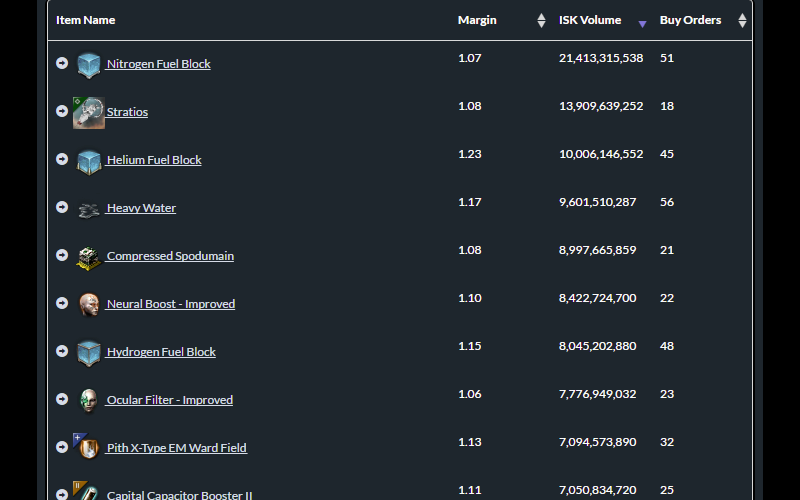 Item Name Margin ISK Volume Buy Orders
Nitrogen Fuel Block 1.07 21,413,315,538 51
Stratios 1.08 13,909,639,252 18
Helium Fuel Block 1.23 10,006,146,552 45
Heavy Water 1.17 9,601,510,287 56
Compressed Spodumain 1.08 8,997,665,859 21
Neural Boost - Improved 1.10 8,422,724,700 22
Hydrogen Fuel Block 1.15 8,045,202,880 48
Ocular Filter - Improved 1.06 7,776,949,032 23
Pith X-Type EM Ward Field 1.13 7,094,573,890 32
Capital Capacitor Booster II 1.11 7,050,834,720 25